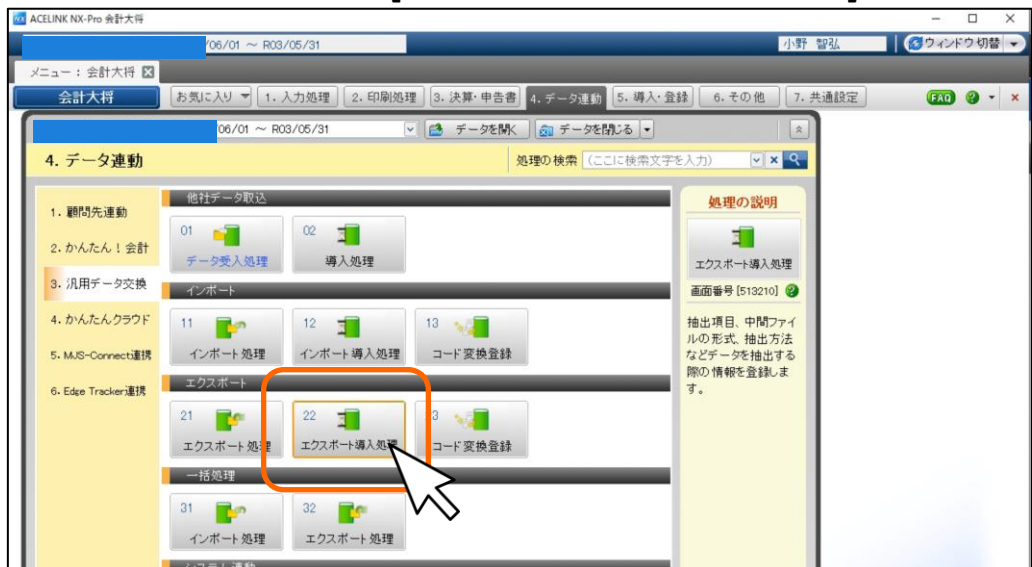 ACELINK NX-Pro 会計大将
/06/01 ～ R03/05/31
小野 智弘
ウィンドウ切替
メニュー : 会計大将
会計大将
お気に入り
1. 入力処理
2. 印刷処理
3. 決算・申告書
4. データ連動
5. 導入・登録
6. その他
7. 共通設定
FAQ
06/01 ～ R03/05/31
データを開く
データを閉じる
4. データ連動
処理の検索
(ここに検索文字を入力)
1. 顧問先連動
2. かんたん！会計
3. 汎用データ交換
4. かんたんクラウド
5. MJS-Connect連携
6. Edge Tracker連携
他社データ取込
01
データ受入処理
02
導入処理
インポート
11
インポート処理
12
インポート導入処理
13
コード変換登録
エクスポート
21
エクスポート処理
22
エクスポート導入処理
3
コード変換登録
一括処理
31
インポート処理
32
エクスポート処理
システム連動
処理の説明
エクスポート導入処理
画面番号 [513210]
抽出項目、中間ファイ
ルの形式、抽出方法
などデータを抽出する
際の情報を登録しま
す。